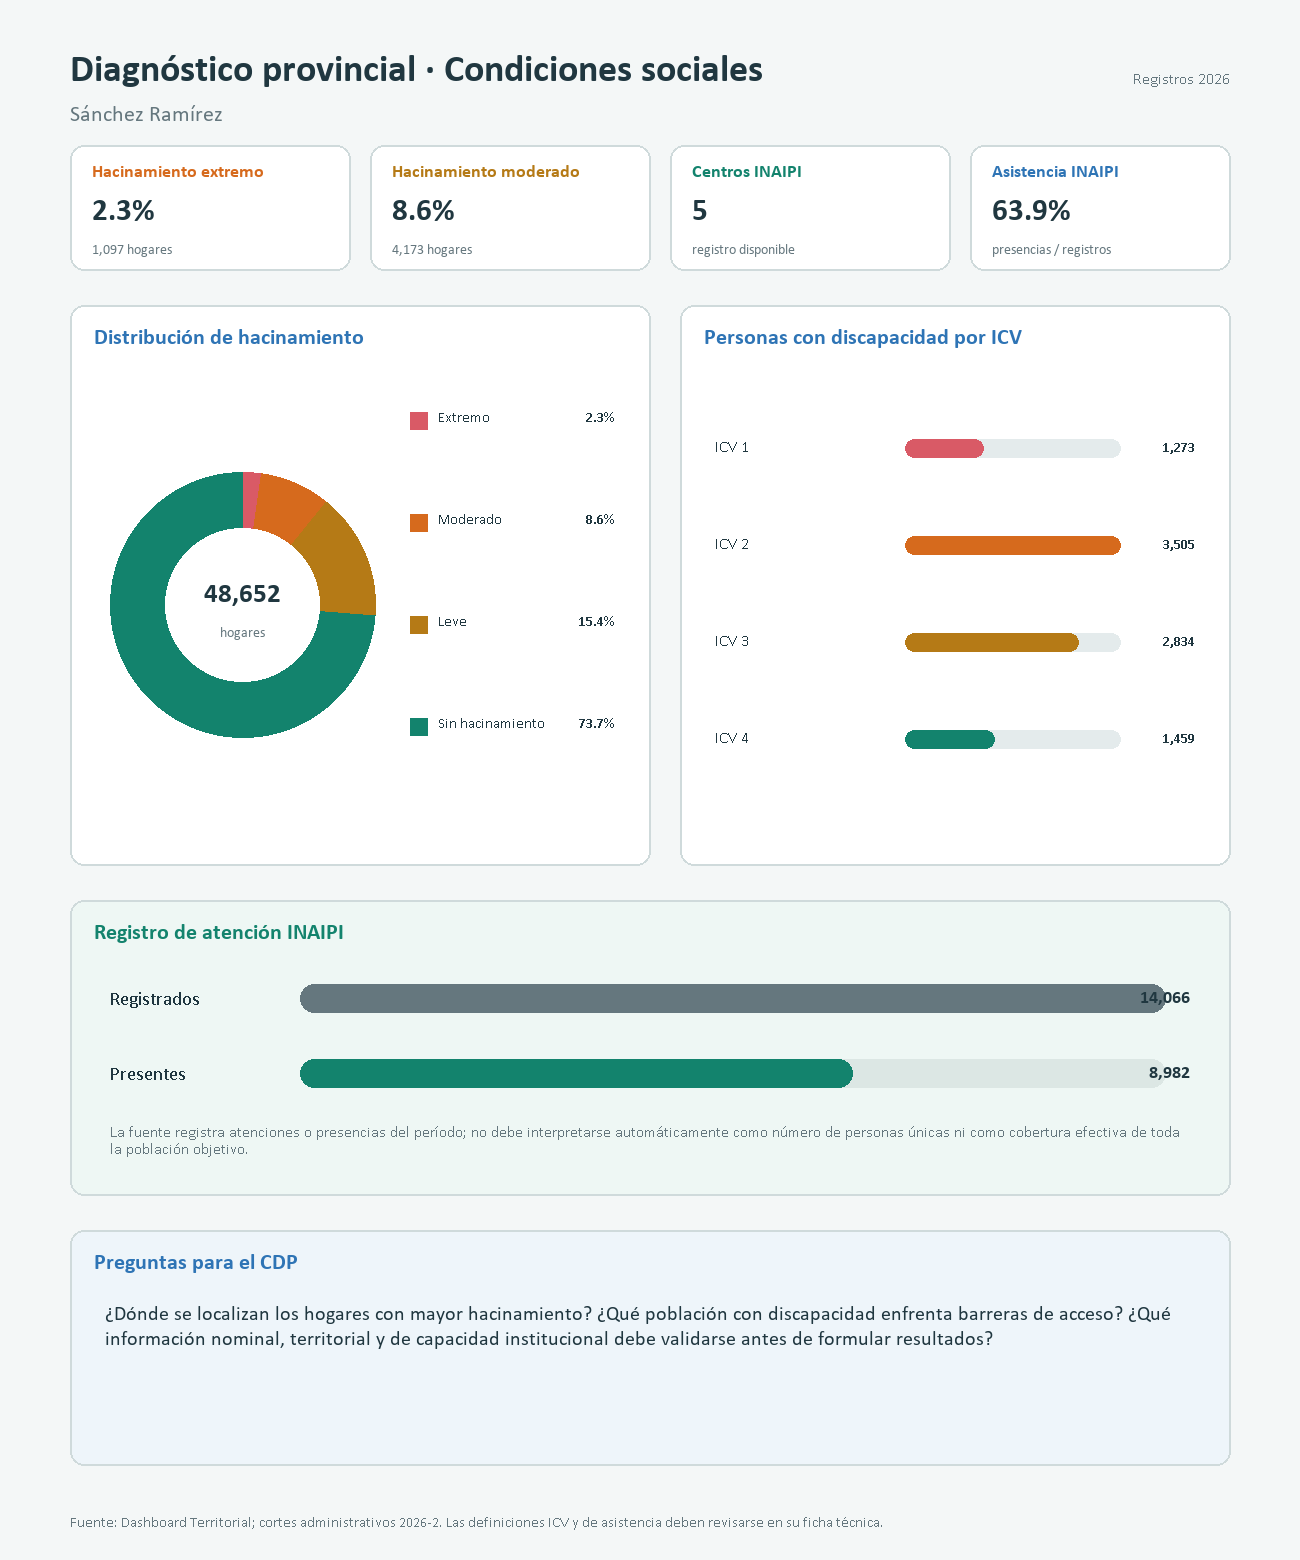 Diagnóstico provincial · Condiciones sociales
Registros 2026
Sánchez Ramírez
Hacinamiento extremo
2.3%
1,097 hogares
Hacinamiento moderado
8.6%
4,173 hogares
Centros INAIPI
5
registro disponible
Asistencia INAIPI
63.9%
presencias / registros
Distribución de hacinamiento
Extremo 2.3%
Moderado 8.6%
Leve 15.4%
Sin hacinamiento 73.7%
48,652
hogares
Personas con discapacidad por ICV
ICV 1 1,273
ICV 2 3,505
ICV 3 2,834
ICV 4 1,459
Registro de atención INAIPI
Registrados 14,066
Presentes 8,982
La fuente registra atenciones o presencias del período; no debe interpretarse automáticamente como número de personas únicas ni como cobertura efectiva de toda
la población objetivo.
Preguntas para el CDP
¿Dónde se localizan los hogares con mayor hacinamiento? ¿Qué población con discapacidad enfrenta barreras de acceso? ¿Qué
información nominal, territorial y de capacidad institucional debe validarse antes de formular resultados?
Fuente: Dashboard Territorial; cortes administrativos 2026-2. Las definiciones ICV y de asistencia deben revisarse en su ficha técnica.